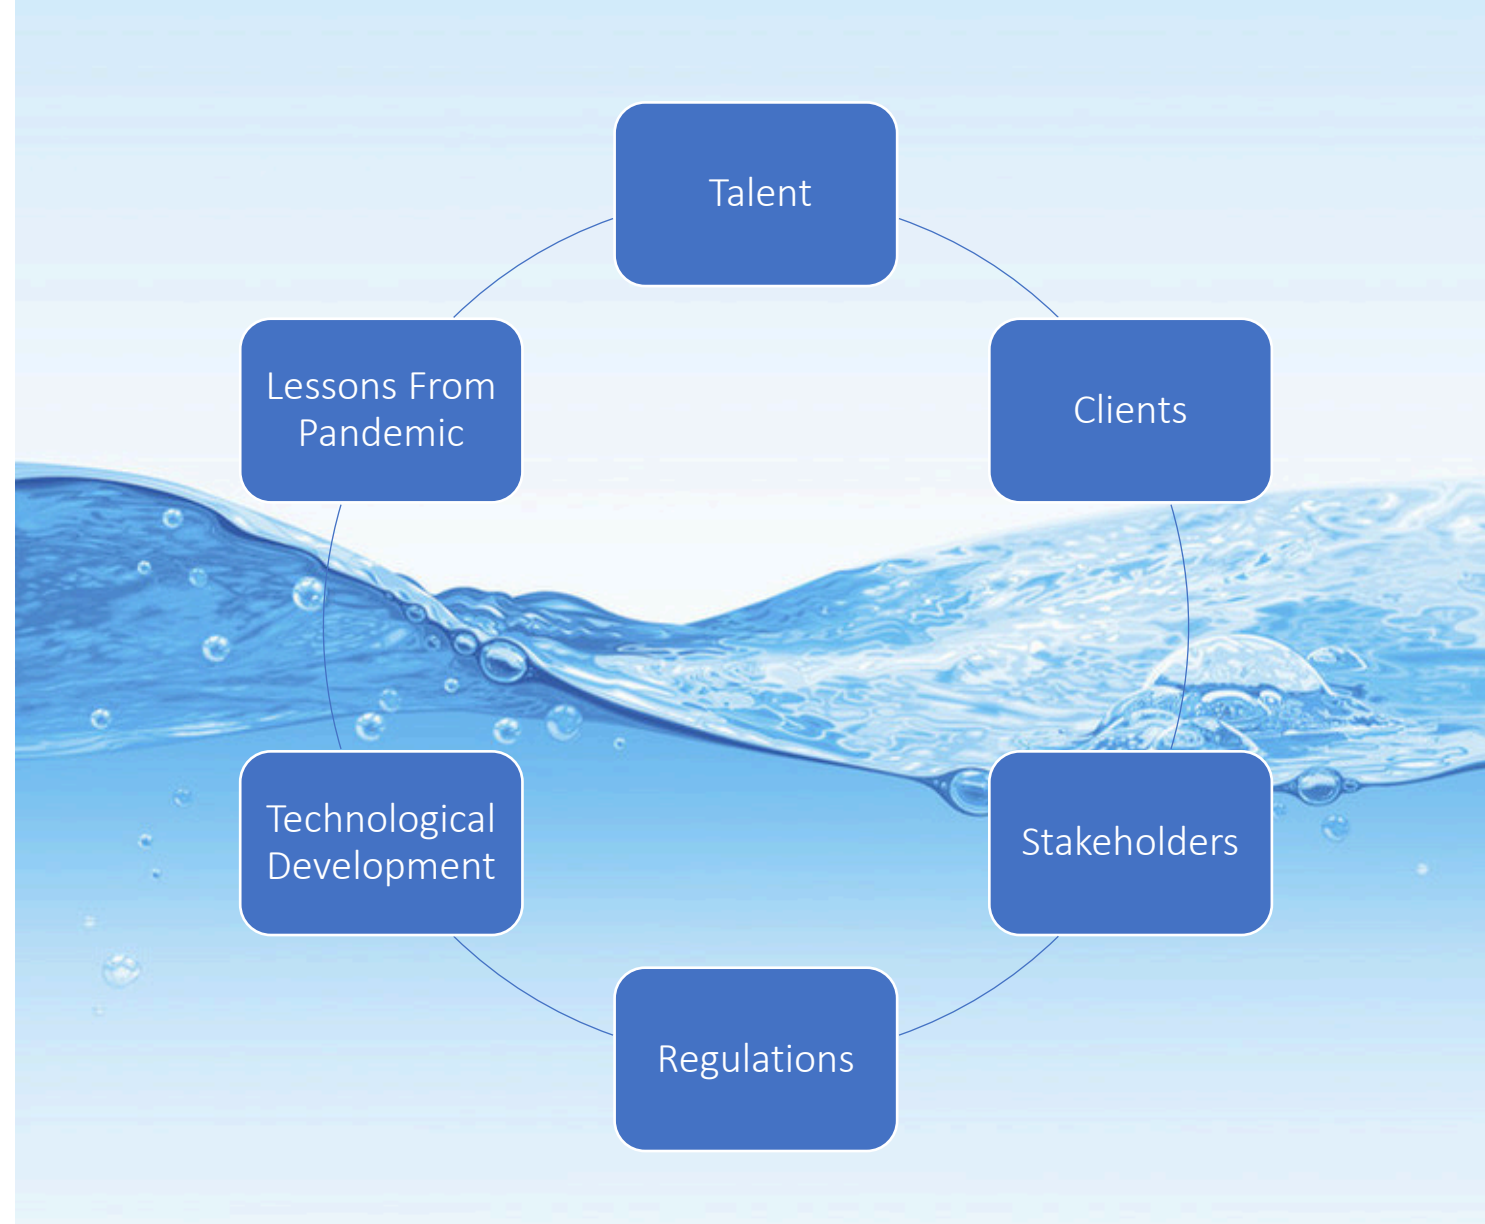 Talent
Clients
Stakeholders
Regulations
Technological
Development
Lessons From
Pandemic